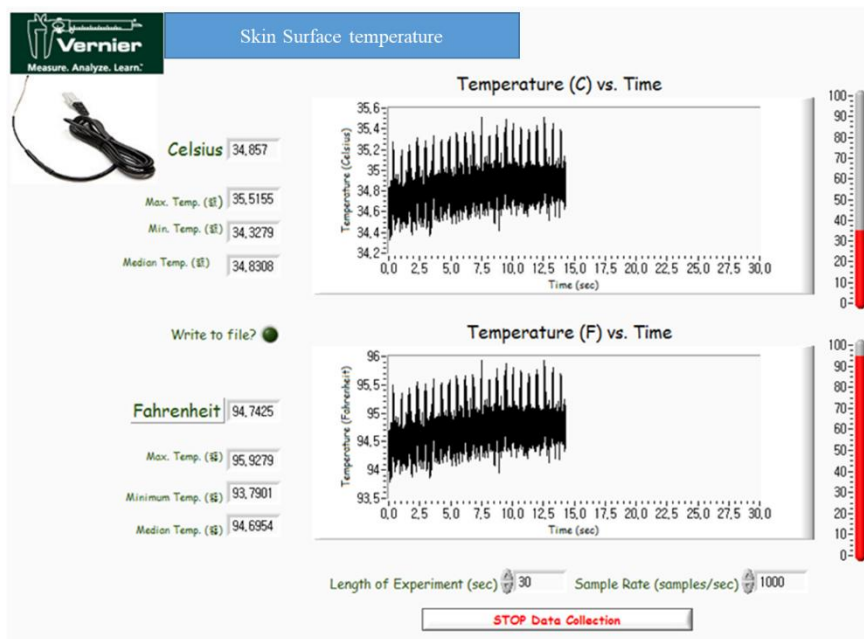 Vernier
Measure. Analyze. Learn.™
Skin Surface temperature
Temperature (C) vs. Time
Celsius 34,857
Max. Temp. (쉾) 35,5155
Min. Temp. (쉾) 34,3279
Median Temp. (쉾) 34,8308
Temperature (Celsius)
35,6-
35,4-
35,2-
35-
34,8-
34,6-
34,4-
34,2-
0,0 2,5 5,0 7,5 10,0 12,5 15,0 17,5 20,0 22,5 25,0 27,5 30,0
Time (sec)
100-
90-
80-
70-
60-
50-
40-
30-
20-
10-
0-
Write to file?
Temperature (F) vs. Time
Fahrenheit 94,7425
Max. Temp. 95,9279
Minimum Temp. 93,7901
Median Temp. 94,6954
Temperature (Fahrenheit)
96-
95,5-
95-
94,5-
94-
93,5-
0,0 2,5 5,0 7,5 10,0 12,5 15,0 17,5 20,0 22,5 25,0 27,5 30,0
Time (sec)
100-
90-
80-
70-
60-
50-
40-
30-
20-
10-
0-
Length of Experiment (sec) 30 Sample Rate (samples/sec) 1000
STOP Data Collection